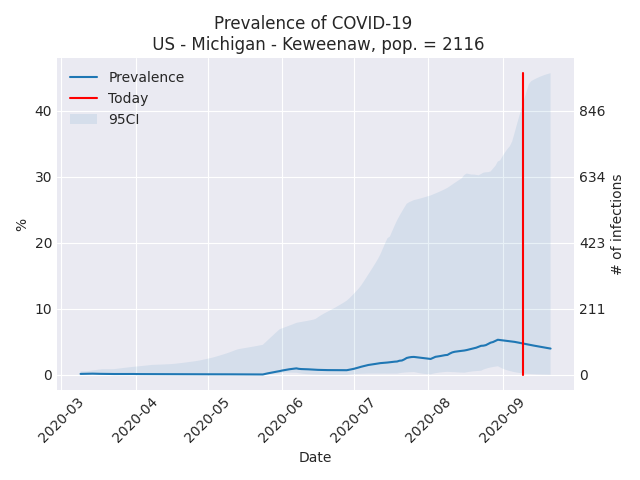 Prevalence of COVID-19
US - Michigan - Keweenaw, pop. = 2116
Prevalence
Today
95CI
%
40
30
20
10
0
846
634
423
211
0
# of infections
2020-03
2020-04
2020-05
2020-06
2020-07
2020-08
2020-09
Date